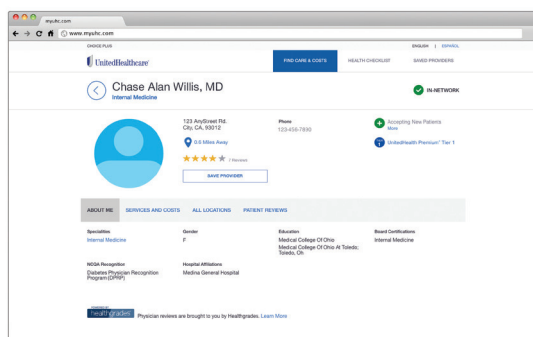 myuhc.com
www.myuhc.com
CHOICE PLUS
ENGLISH | ESPAÑOL
UnitedHealthcare
FIND CARE & COSTS
HEALTH CHECKLIST
SAVED PROVIDERS
Chase Alan Willis, MD
Internal Medicine
IN-NETWORK
123 AnyStreet Rd.
City, CA, 93012
0.6 Miles Away
7 Reviews
SAVE PROVIDER
Phone
123-456-7890
Accepting New Patients
More
UnitedHealth Premium® Tier 1
ABOUT ME
SERVICES AND COSTS
ALL LOCATIONS
PATIENT REVIEWS
Specialties
Internal Medicine
Gender
F
Education
Medical College Of Ohio
Medical College Of Ohio At Toledo;
Toledo, Oh
Board Certifications
Internal Medicine
NCQA Recognition
Diabetes Physician Recognition
Program (DPRP)
Hospital Affiliations
Medina General Hospital
POWERED BY
healthgrades
Physician reviews are brought to you by Healthgrades. Learn More